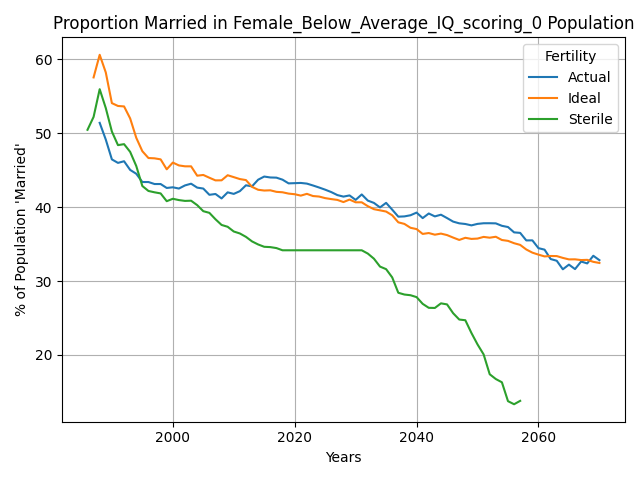 Proportion Married in Female_Below_Average_IQ_scoring_0 Population
Fertility
Actual
Ideal
Sterile
% of Population 'Married'
60
50
40
30
20
2000
2020
2040
2060
Years